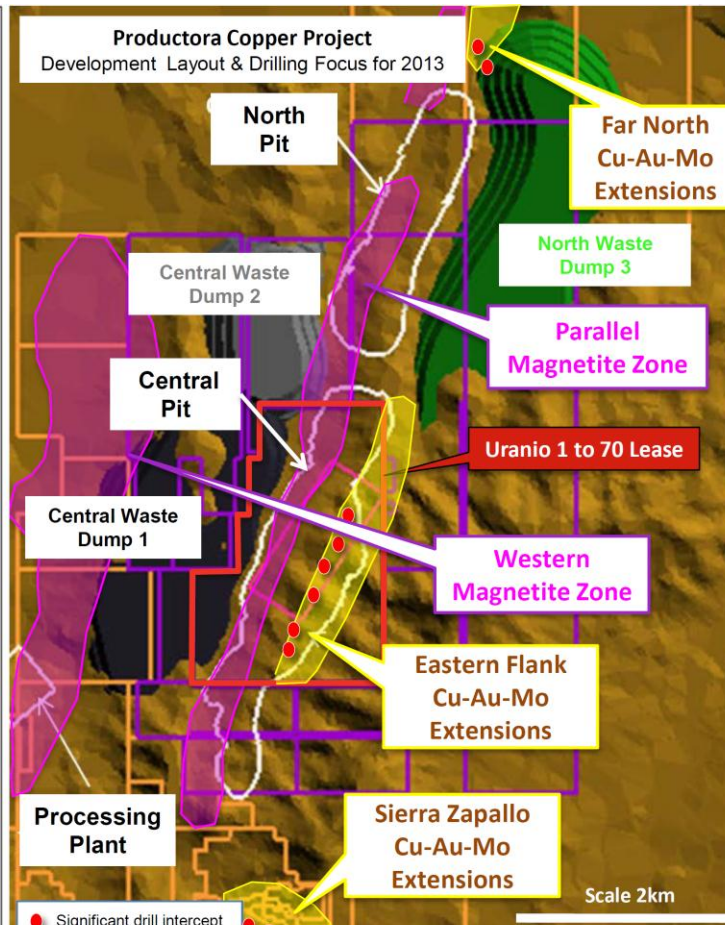 Productora Copper Project
Development Layout & Drilling Focus for 2013
North
Pit
Far North
Cu-Au-Mo
Extensions
Central Waste
Dump 2
North Waste
Dump 3
Parallel
Magnetite Zone
Central
Pit
Uranio 1 to 70 Lease
Central Waste
Dump 1
Western
Magnetite Zone
Eastern Flank
Cu-Au-Mo
Extensions
Processing
Plant
Sierra Zapallo
Cu-Au-Mo
Extensions
Scale 2km
Significant drill intercept